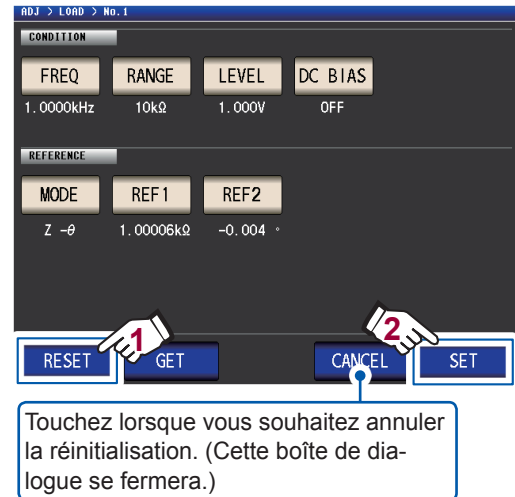 ADJ > LOAD > No.1
CONDITION
FREQ RANGE LEVEL DC BIAS
1.0000kHz 10kΩ 1.000V OFF
REFERENCE
MODE REF1 REF2
Z -θ 1.00006kΩ -0.004 °
1 2
RESET GET CANCEL SET
Touchez lorsque vous souhaitez annuler
la réinitialisation. (Cette boîte de dia-
logue se fermera.)